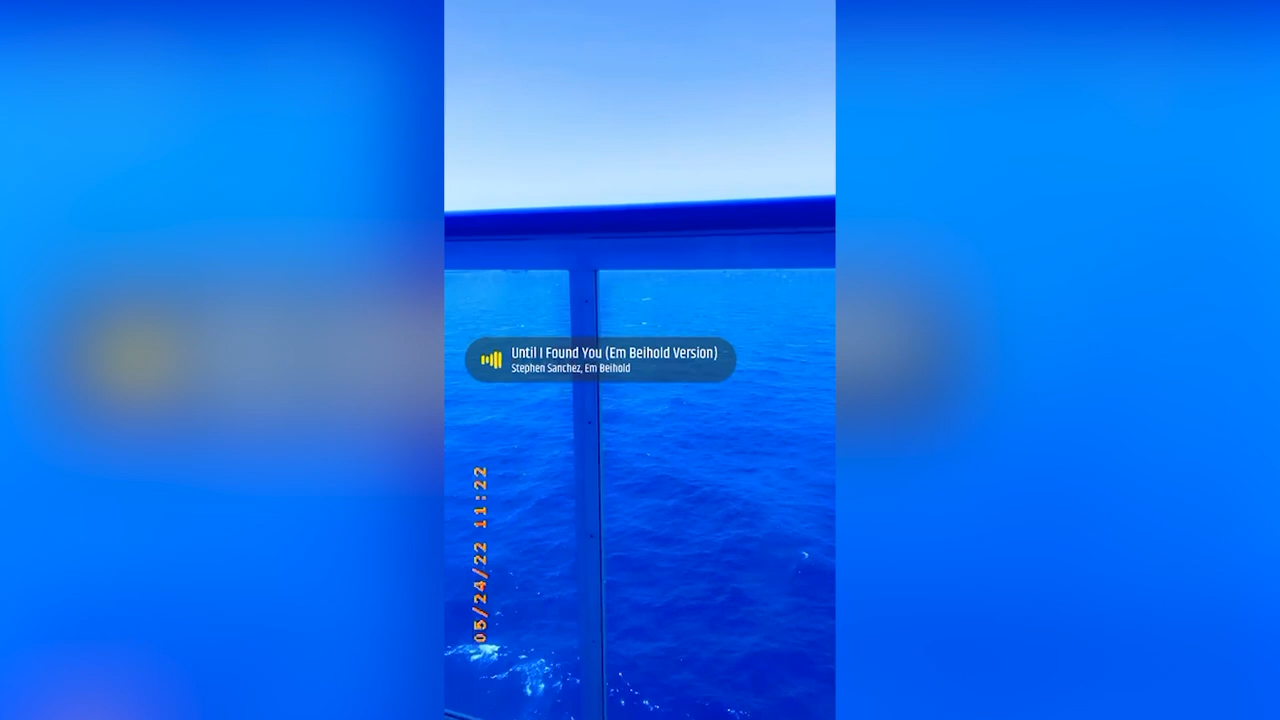 Until I Found You (Em Beihold Version)
Stephen Sanchez, Em Beihold
05/24/22 11:22